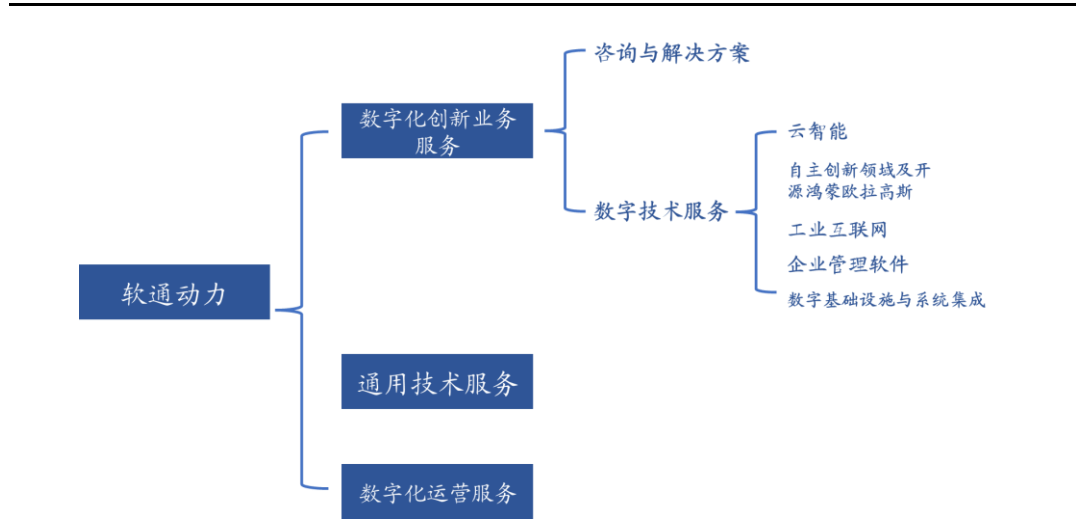 咨询与解决方案
数字化创新业务
服务
云智能
自主创新领域及开
源鸿蒙欧拉高斯
数字技术服务
工业互联网
企业管理软件
软通动力
数字基础设施与系统集成
通用技术服务
数字化运营服务